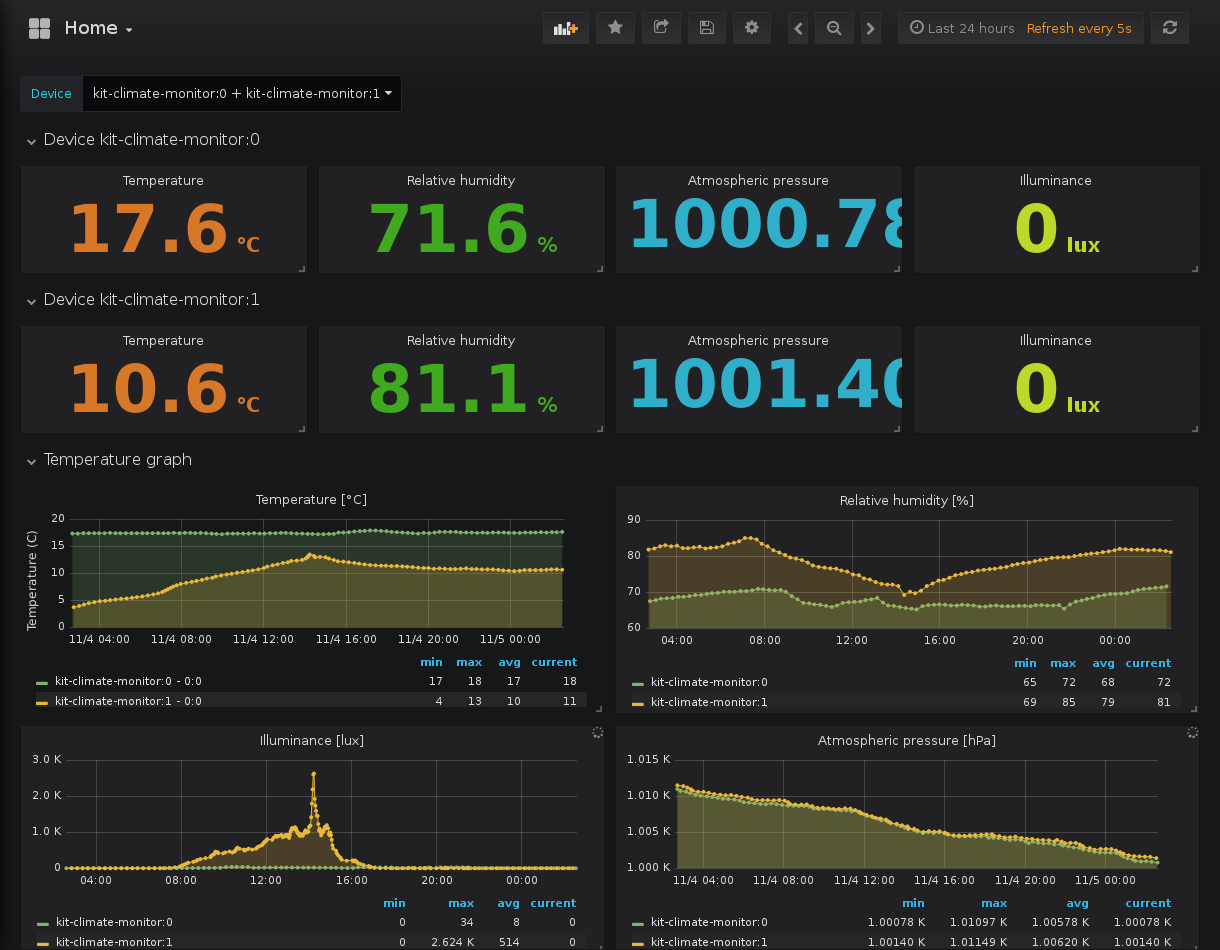 Home
Last 24 hours Refresh every 5s
Device kit-climate-monitor:0 + kit-climate-monitor:1
Device kit-climate-monitor:0
Temperature Relative humidity Atmospheric pressure Illuminance
17.6 °C 71.6 % 1000.78 0 lux
Device kit-climate-monitor:1
Temperature Relative humidity Atmospheric pressure Illuminance
10.6 °C 81.1 % 1001.40 0 lux
Temperature graph
Temperature [°C]
Temperature (C)
20
15
10
5
0
11/4 04:00 11/4 08:00 11/4 12:00 11/4 16:00 11/4 20:00 11/5 00:00
min max avg current
kit-climate-monitor:0 - 0:0 17 18 17 18
kit-climate-monitor:1 - 0:0 4 13 10 11
Relative humidity [%]
90
80
70
60
04:00 08:00 12:00 16:00 20:00 00:00
min max avg current
kit-climate-monitor:0 65 72 68 72
kit-climate-monitor:1 69 85 79 81
Illuminance [lux]
3.0 K
2.0 K
1.0 K
0
04:00 08:00 12:00 16:00 20:00 00:00
min max avg current
kit-climate-monitor:0 0 34 8 0
kit-climate-monitor:1 0 2.624 K 514 0
Atmospheric pressure [hPa]
1.015 K
1.010 K
1.005 K
1.000 K
11/4 04:00 11/4 08:00 11/4 12:00 11/4 16:00 11/4 20:00 11/5 00:00
min max avg current
kit-climate-monitor:0 1.00078 K 1.01097 K 1.00578 K 1.00078 K
kit-climate-monitor:1 1.00140 K 1.01149 K 1.00620 K 1.00140 K